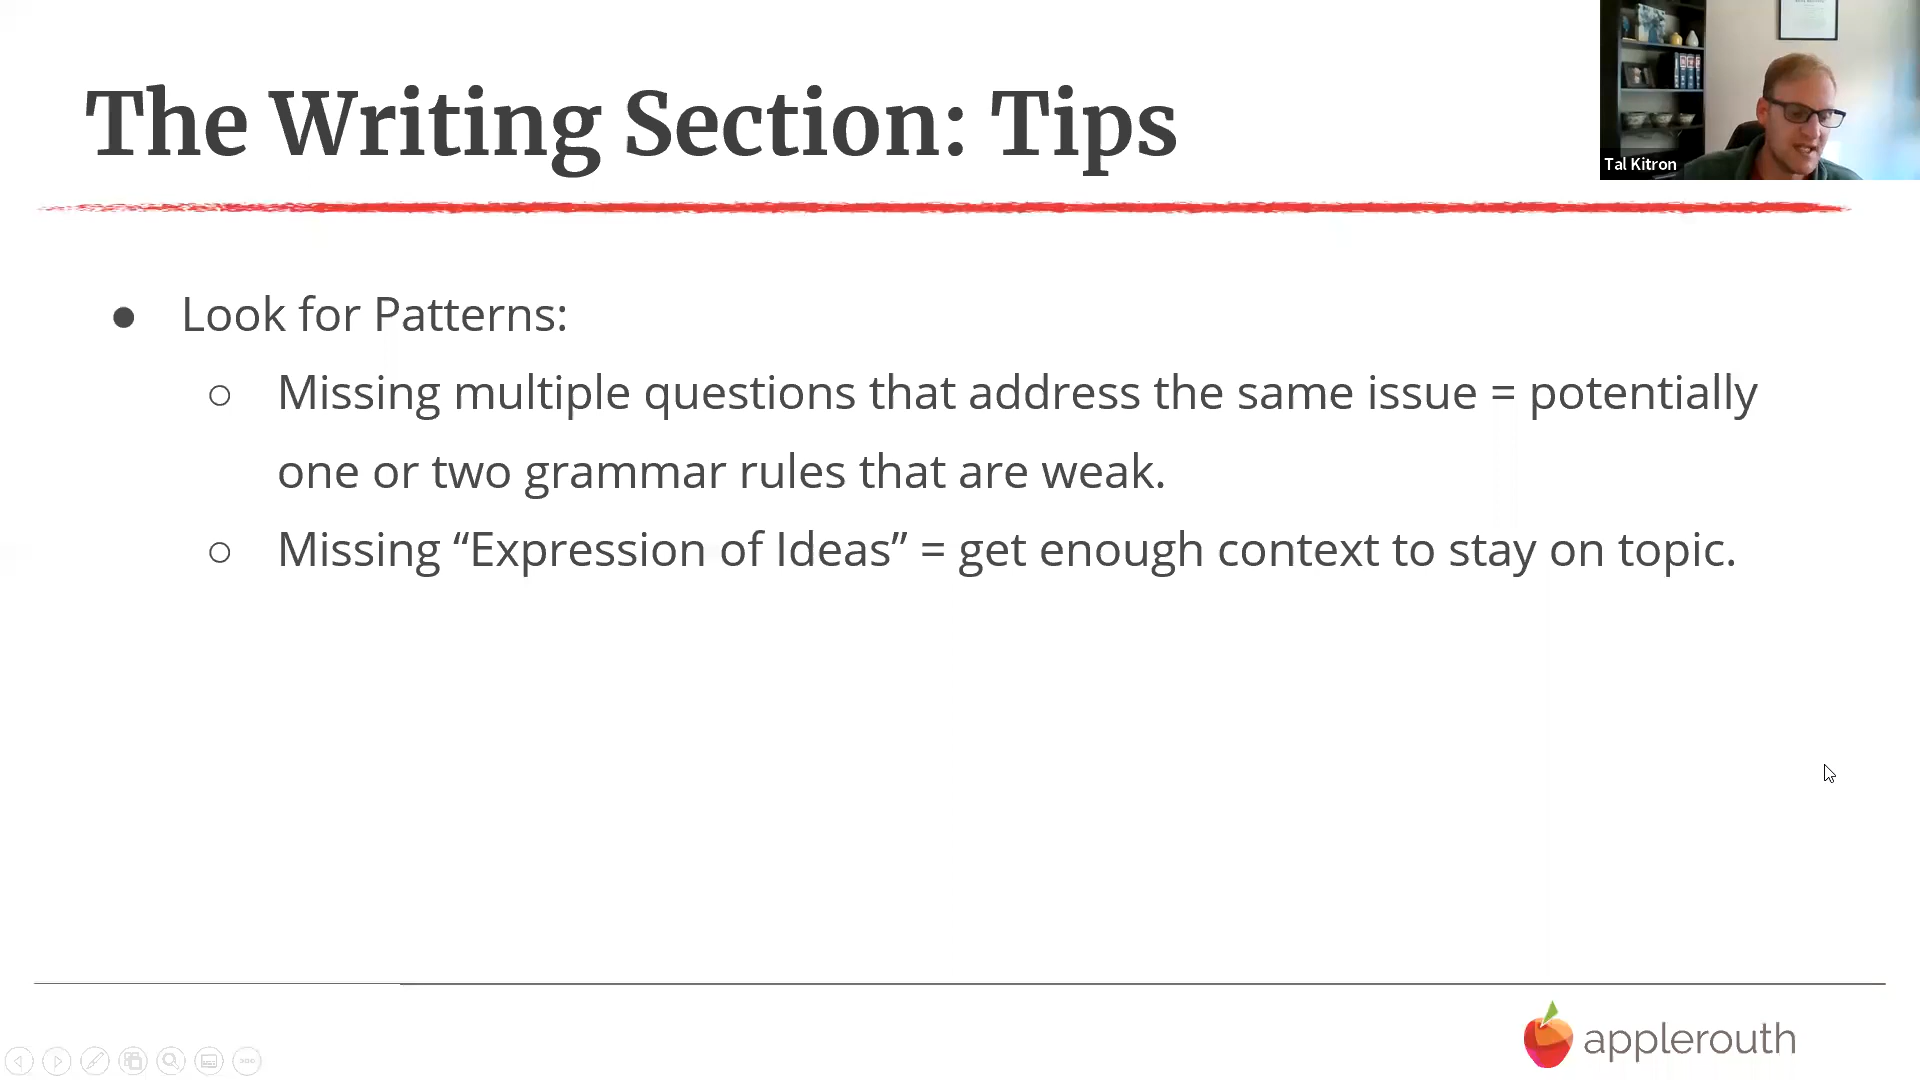 The Writing Section: Tips
Tal Kitron
● Look for Patterns:
○ Missing multiple questions that address the same issue = potentially
one or two grammar rules that are weak.
○ Missing “Expression of Ideas” = get enough context to stay on topic.
applerouth